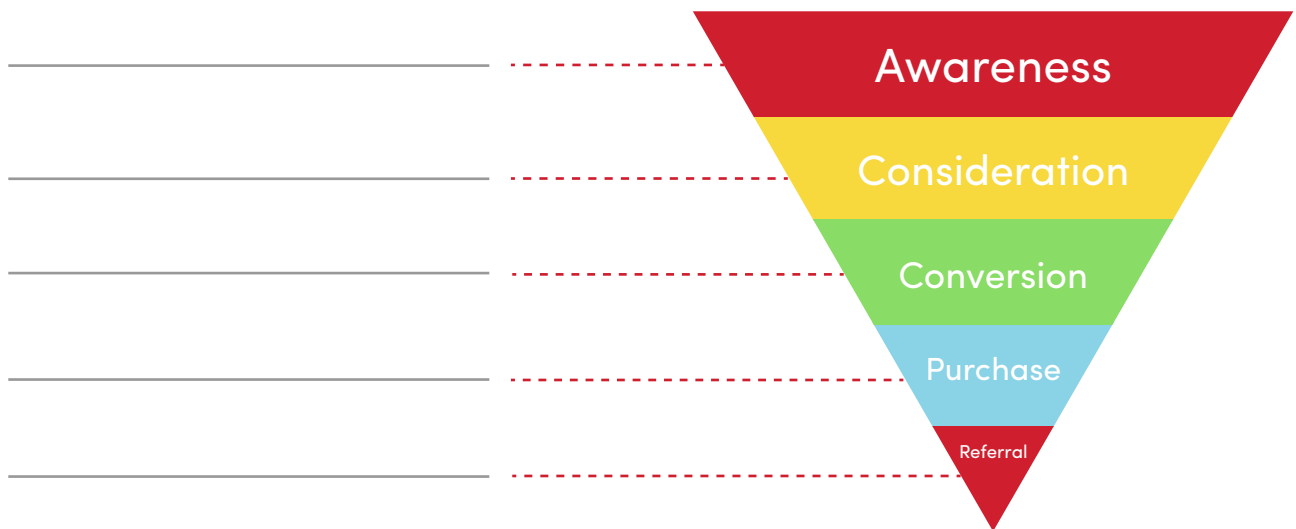 Awareness
Consideration
Conversion
Purchase
Referral